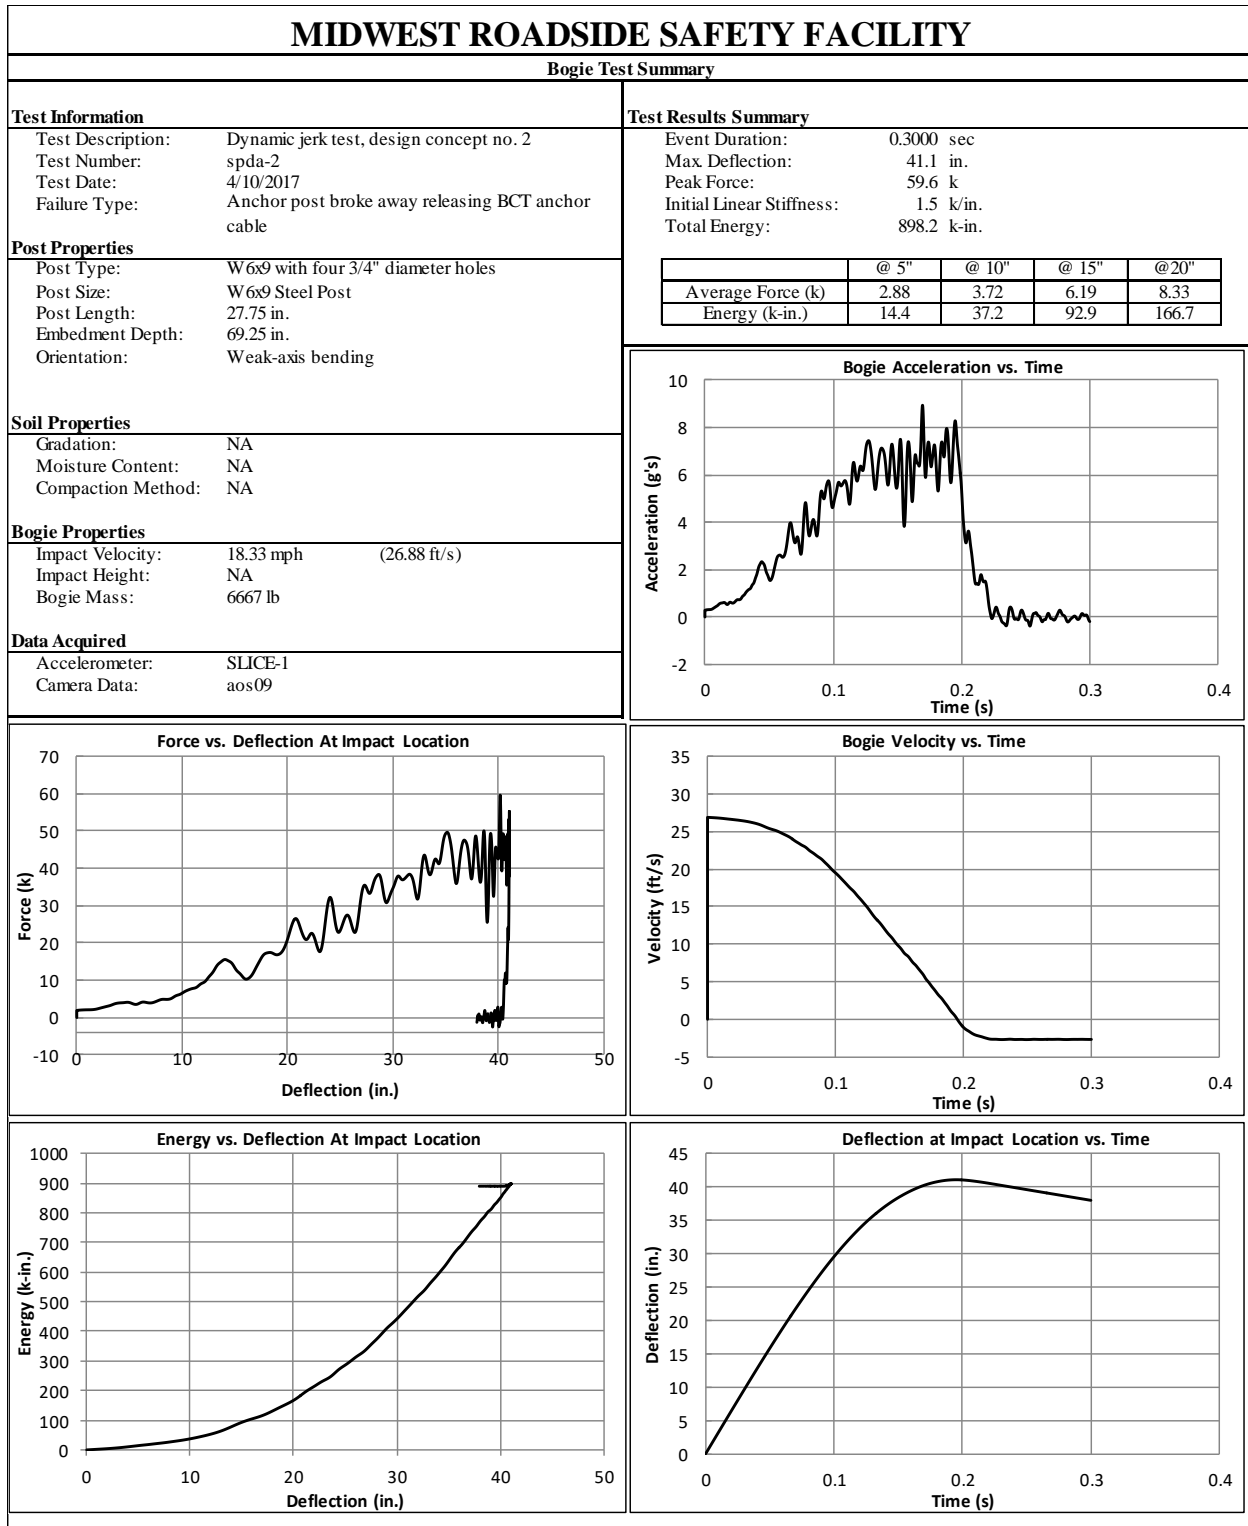 MIDWEST ROADSIDE SAFETY FACILITY
Bogie Test Summary
Test Information
Test Description: Dynamic jerk test, design concept no. 2
Test Number: spda-2
Test Date: 4/10/2017
Failure Type: Anchor post broke away releasing BCT anchor
cable
Post Properties
Post Type: W6x9 with four 3/4" diameter holes
Post Size: W6x9 Steel Post
Post Length: 27.75 in.
Embedment Depth: 69.25 in.
Orientation: Weak-axis bending
Soil Properties
Gradation: NA
Moisture Content: NA
Compaction Method: NA
Bogie Properties
Impact Velocity: 18.33 mph (26.88 ft/s)
Impact Height: NA
Bogie Mass: 6667 lb
Data Acquired
Accelerometer: SLICE-1
Camera Data: aos09
Test Results Summary
Event Duration: 0.3000 sec
Max. Deflection: 41.1 in.
Peak Force: 59.6 k
Initial Linear Stiffness: 1.5 k/in.
Total Energy: 898.2 k-in.
@ 5" @ 10" @ 15" @20"
Average Force (k) 2.88 3.72 6.19 8.33
Energy (k-in.) 14.4 37.2 92.9 166.7
Bogie Acceleration vs. Time
Acceleration (g's)
10
8
6
4
2
0
-2
0 0.1 0.2 0.3 0.4
Time (s)
Force vs. Deflection At Impact Location
Force (k)
70
60
50
40
30
20
10
0
-10
0 10 20 30 40 50
Deflection (in.)
Bogie Velocity vs. Time
Velocity (ft/s)
35
30
25
20
15
10
5
0
-5
0 0.1 0.2 0.3 0.4
Time (s)
Energy vs. Deflection At Impact Location
Energy (k-in.)
1000
900
800
700
600
500
400
300
200
100
0
0 10 20 30 40 50
Deflection (in.)
Deflection at Impact Location vs. Time
Deflection (in.)
45
40
35
30
25
20
15
10
5
0
0 0.1 0.2 0.3 0.4
Time (s)